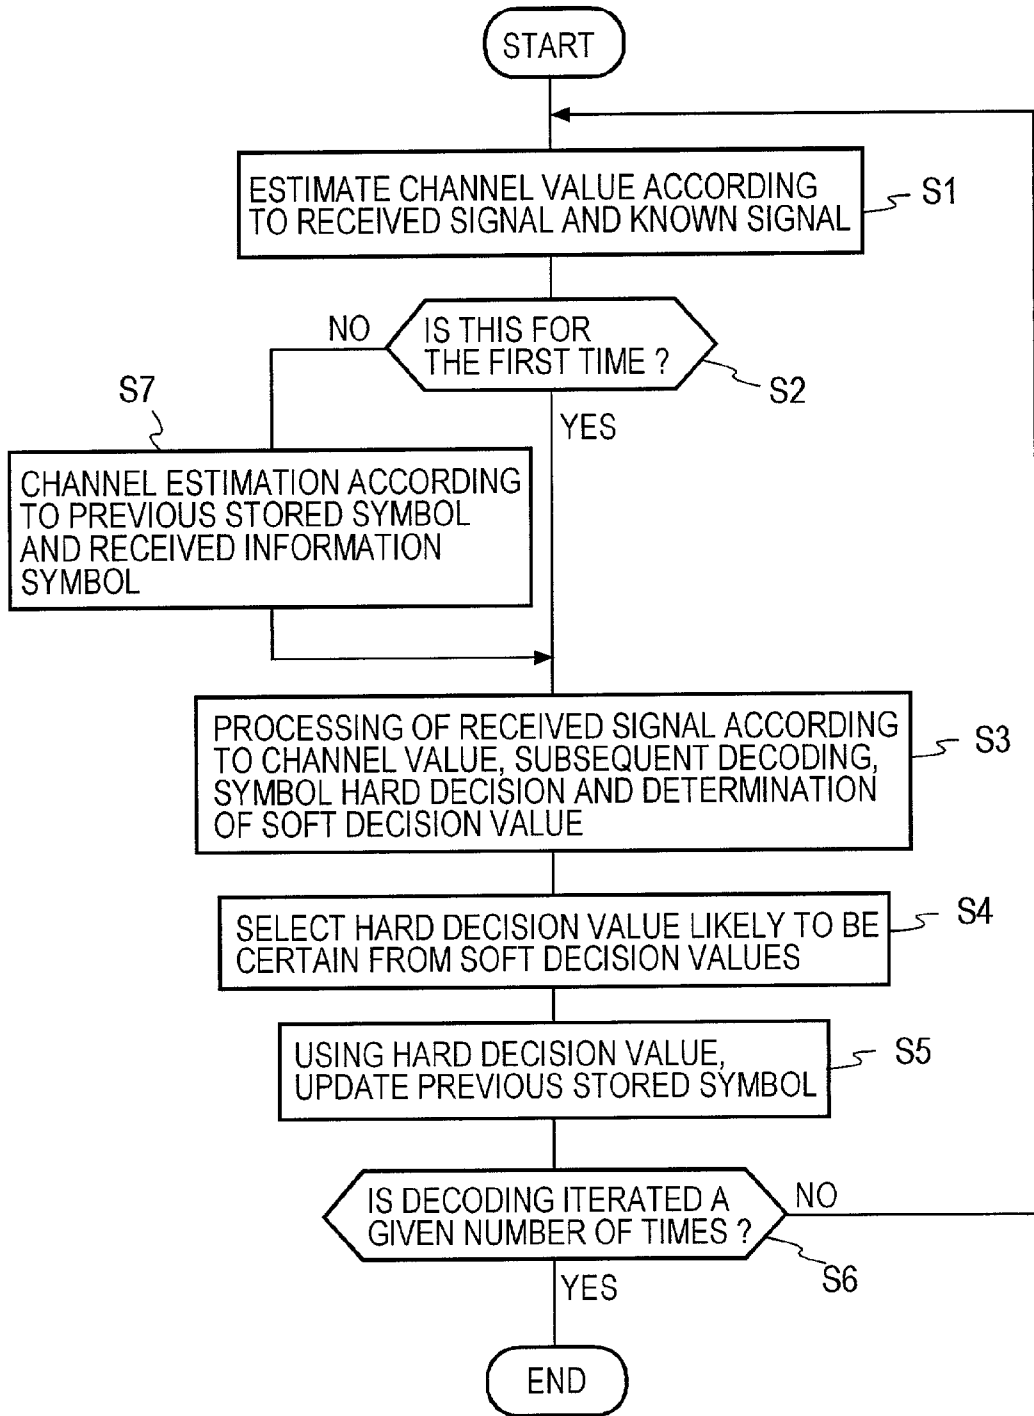 START
ESTIMATE CHANNEL VALUE ACCORDING
TO RECEIVED SIGNAL AND KNOWN SIGNAL
S1
IS THIS FOR
THE FIRST TIME ?
NO
S2
YES
S7
CHANNEL ESTIMATION ACCORDING
TO PREVIOUS STORED SYMBOL
AND RECEIVED INFORMATION
SYMBOL
PROCESSING OF RECEIVED SIGNAL ACCORDING
TO CHANNEL VALUE, SUBSEQUENT DECODING,
SYMBOL HARD DECISION AND DETERMINATION
OF SOFT DECISION VALUE
S3
SELECT HARD DECISION VALUE LIKELY TO BE
CERTAIN FROM SOFT DECISION VALUES
S4
USING HARD DECISION VALUE,
UPDATE PREVIOUS STORED SYMBOL
S5
IS DECODING ITERATED A
GIVEN NUMBER OF TIMES ?
NO
S6
YES
END